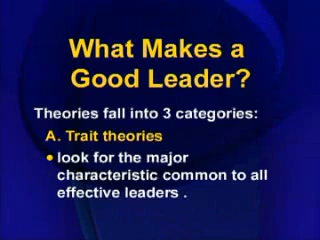 What Makes a
Good Leader?
Theories fall into 3 categories:
A. Trait theories
• look for the major
characteristic common to all
effective leaders .